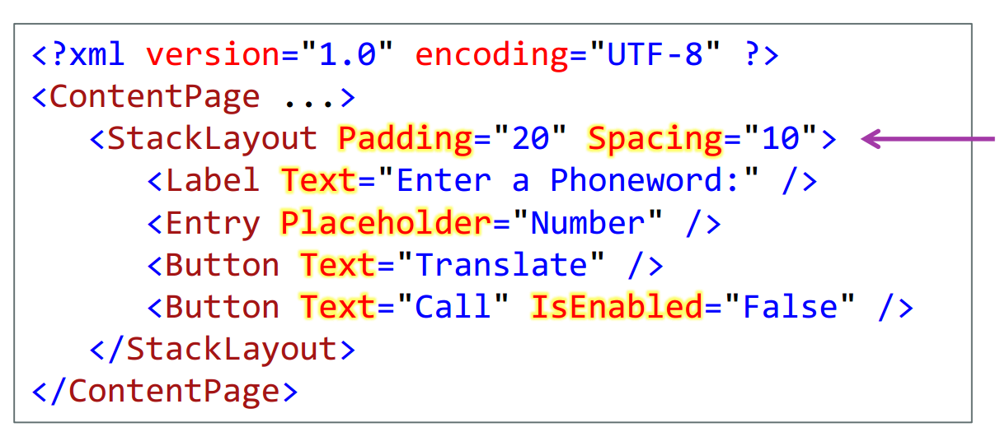 <?xml version="1.0" encoding="UTF-8" ?>
<ContentPage ...>
<StackLayout Padding="20" Spacing="10">
<Label Text="Enter a Phoneword:" />
<Entry Placeholder="Number" />
<Button Text="Translate" />
<Button Text="Call" IsEnabled="False" />
</StackLayout>
</ContentPage>